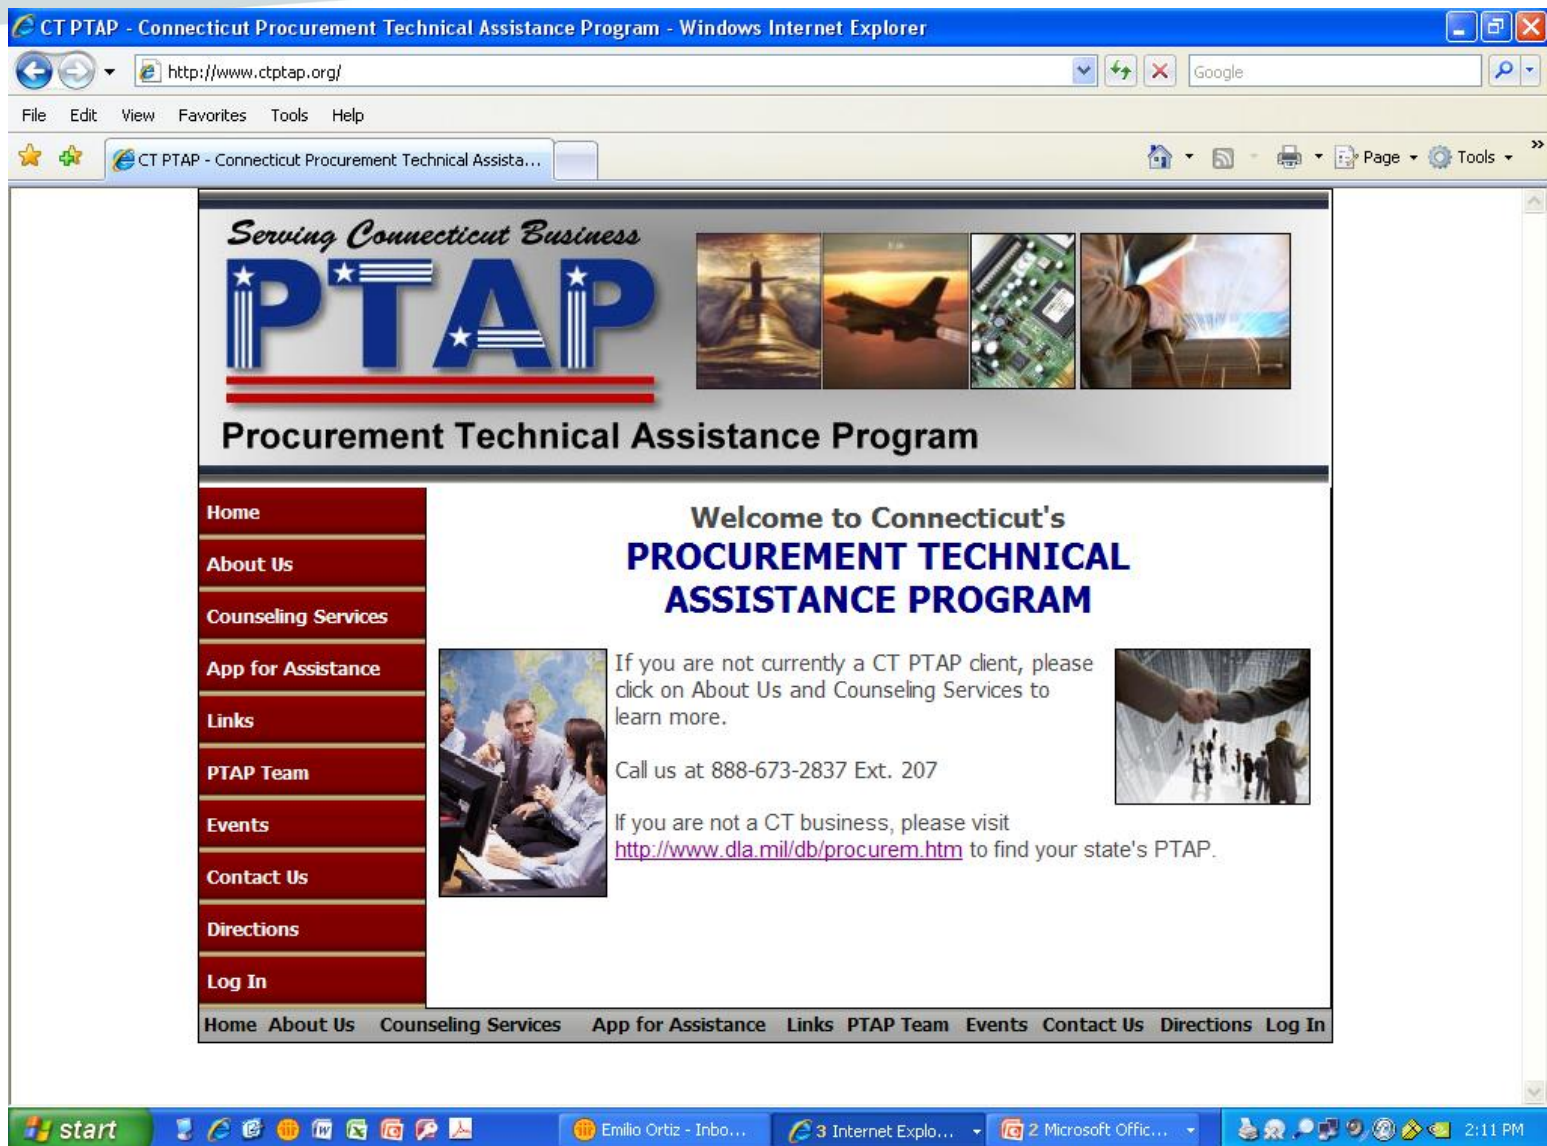 CT PTAP - Connecticut Procurement Technical Assistance Program - Windows Internet Explorer
http://www.ctptap.org/
Google
File Edit View Favorites Tools Help
CT PTAP - Connecticut Procurement Technical Assista...
Page Tools »
Serving Connecticut Business
PTAP
Procurement Technical Assistance Program
Home
About Us
Counseling Services
App for Assistance
Links
PTAP Team
Events
Contact Us
Directions
Log In
Welcome to Connecticut's
PROCUREMENT TECHNICAL
ASSISTANCE PROGRAM
If you are not currently a CT PTAP client, please
click on About Us and Counseling Services to
learn more.
Call us at 888-673-2837 Ext. 207
If you are not a CT business, please visit
http://www.dla.mil/db/procurem.htm to find your state's PTAP.
Home About Us Counseling Services App for Assistance Links PTAP Team Events Contact Us Directions Log In
start Emilio Ortiz - Inbo... 3 Internet Explo... 2 Microsoft Offic... 2:11 PM